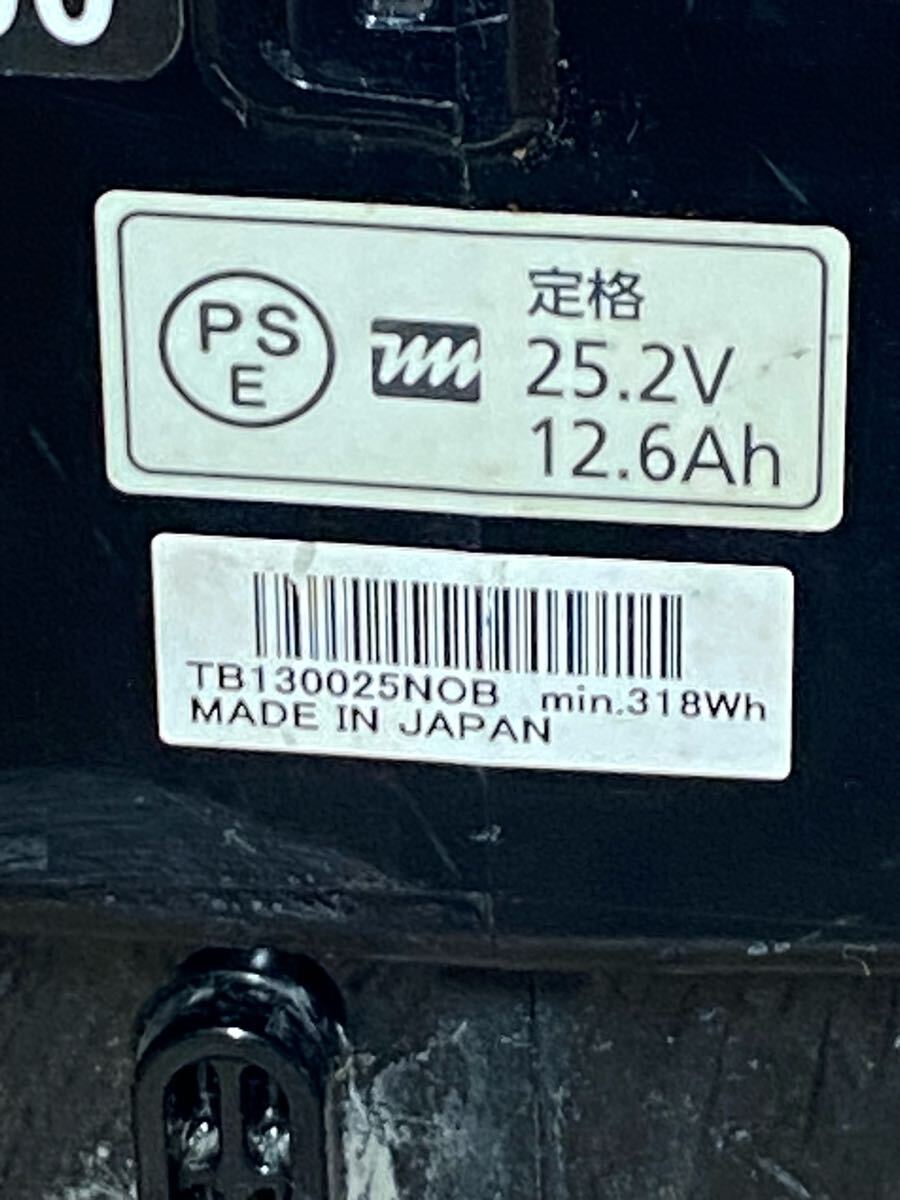 PS
E
定格
25.2V
12.6Ah
TB130025NOB min.318Wh
MADE IN JAPAN